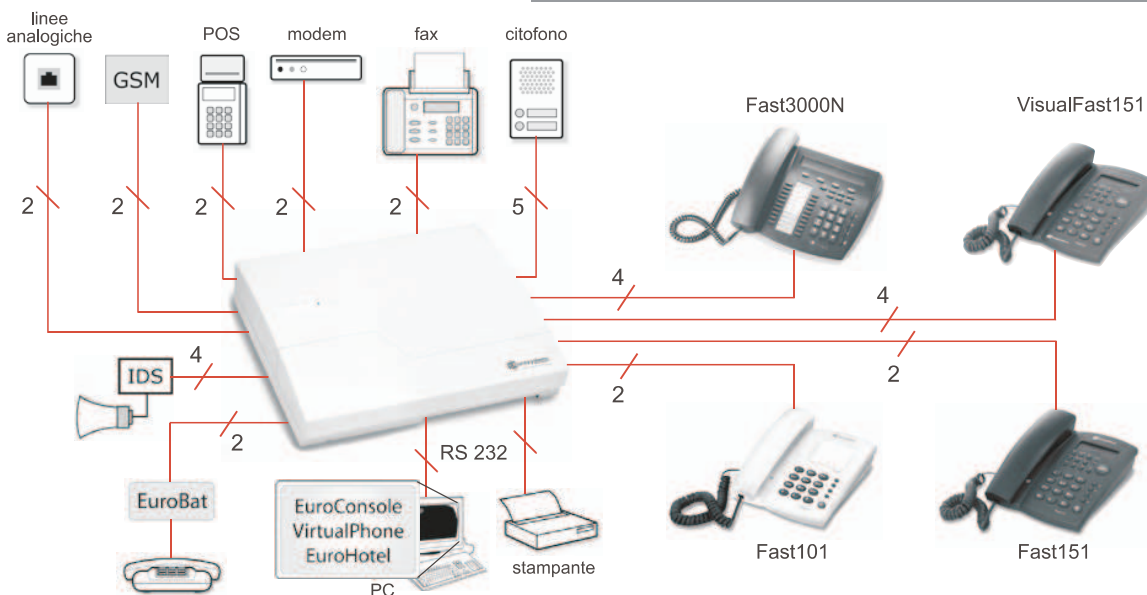 linee
analogiche
POS
modem
fax
citofono
GSM
Fast3000N
VisualFast151
2
2
2
2
2
5
4
4
2
2
IDS
4
2
RS 232
EuroBat
EuroConsole
VirtualPhone
EuroHotel
PC
stampante
Fast101
Fast151